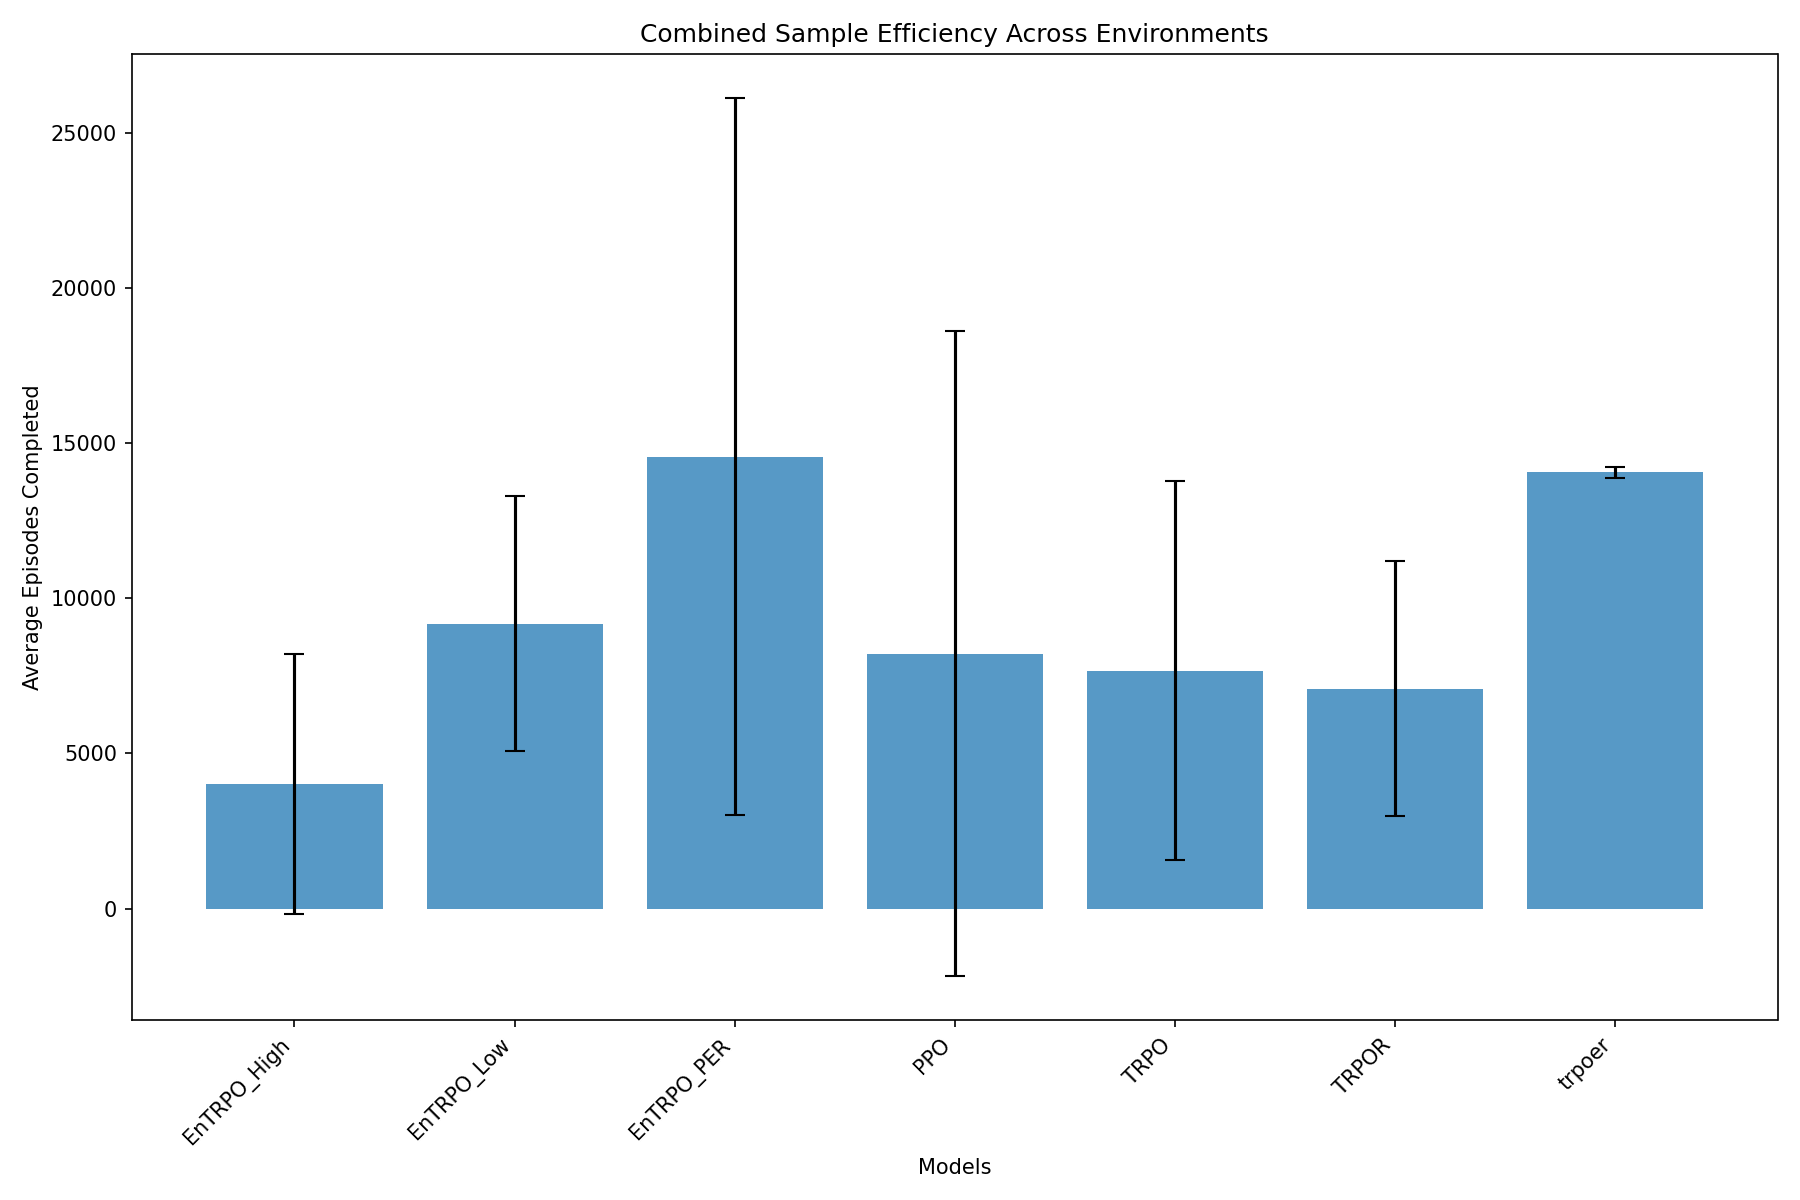 Combined Sample Efficiency Across Environments
Average Episodes Completed
25000
20000
15000
10000
5000
0
EnTRPO_High
EnTRPO_Low
EnTRPO_PER
PPO
TRPO
TRPOR
trpoer
Models